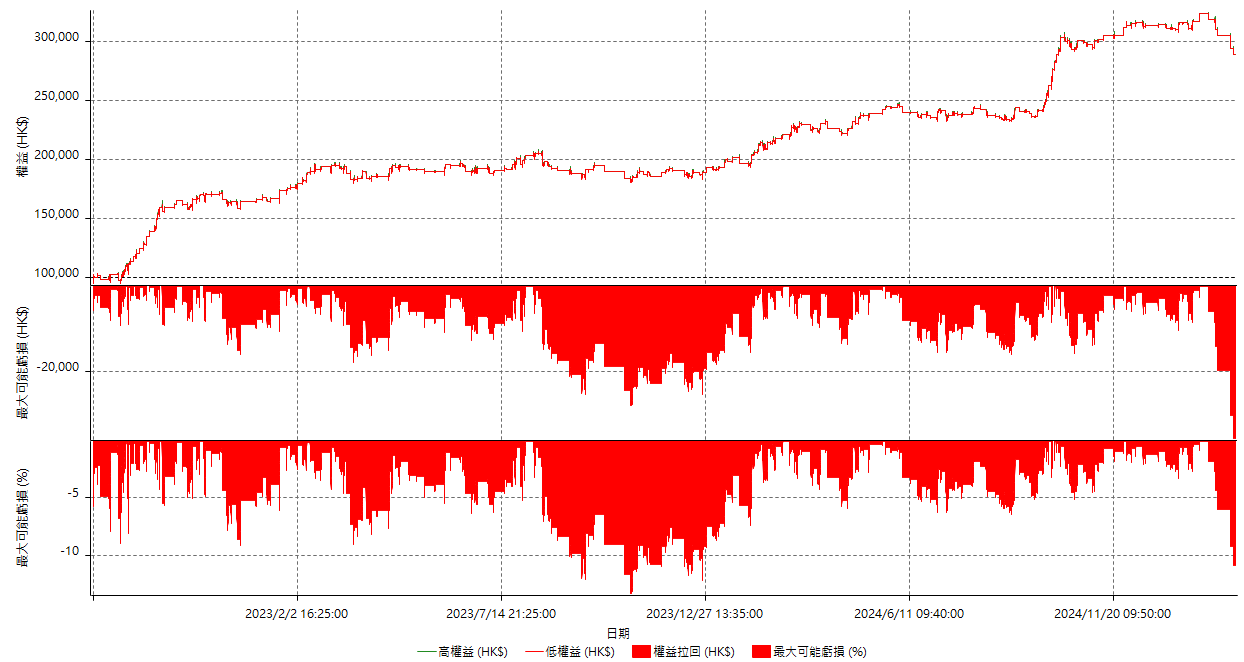 300,000
250,000
200,000
150,000
100,000
權益 (HK$)
-20,000
最大可能虧損 (HK$)
-5
-10
最大可能虧損 (%)
2023/2/2 16:25:00 2023/7/14 21:25:00 2023/12/27 13:35:00 2024/6/11 09:40:00 2024/11/20 09:50:00
日期
高權益 (HK$) 低權益 (HK$) 權益拉回 (HK$) 最大可能虧損 (%)